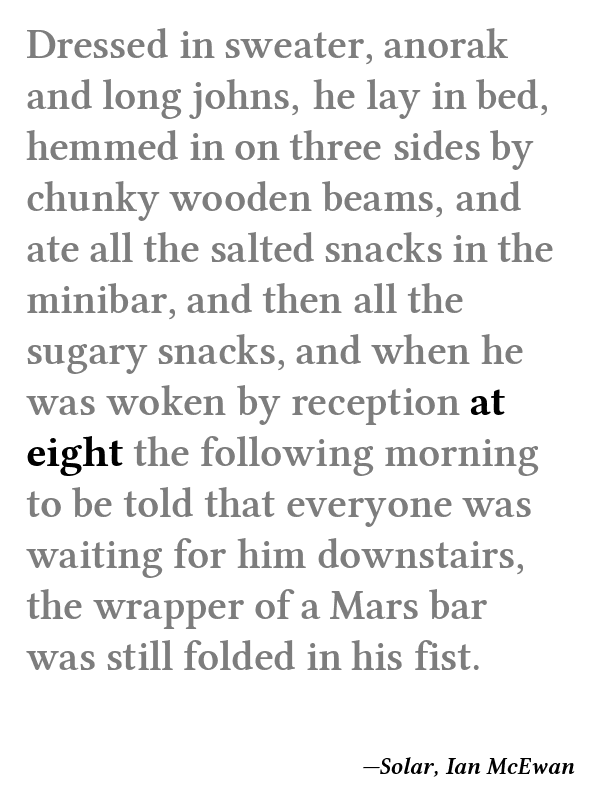 Dressed in sweater, anorak
and long johns, he lay in bed,
hemmed in on three sides by
chunky wooden beams, and
ate all the salted snacks in the
minibar, and then all the
sugary snacks, and when he
was woken by reception at
eight the following morning
to be told that everyone was
waiting for him downstairs,
the wrapper of a Mars bar
was still folded in his fist.
—Solar, Ian McEwan